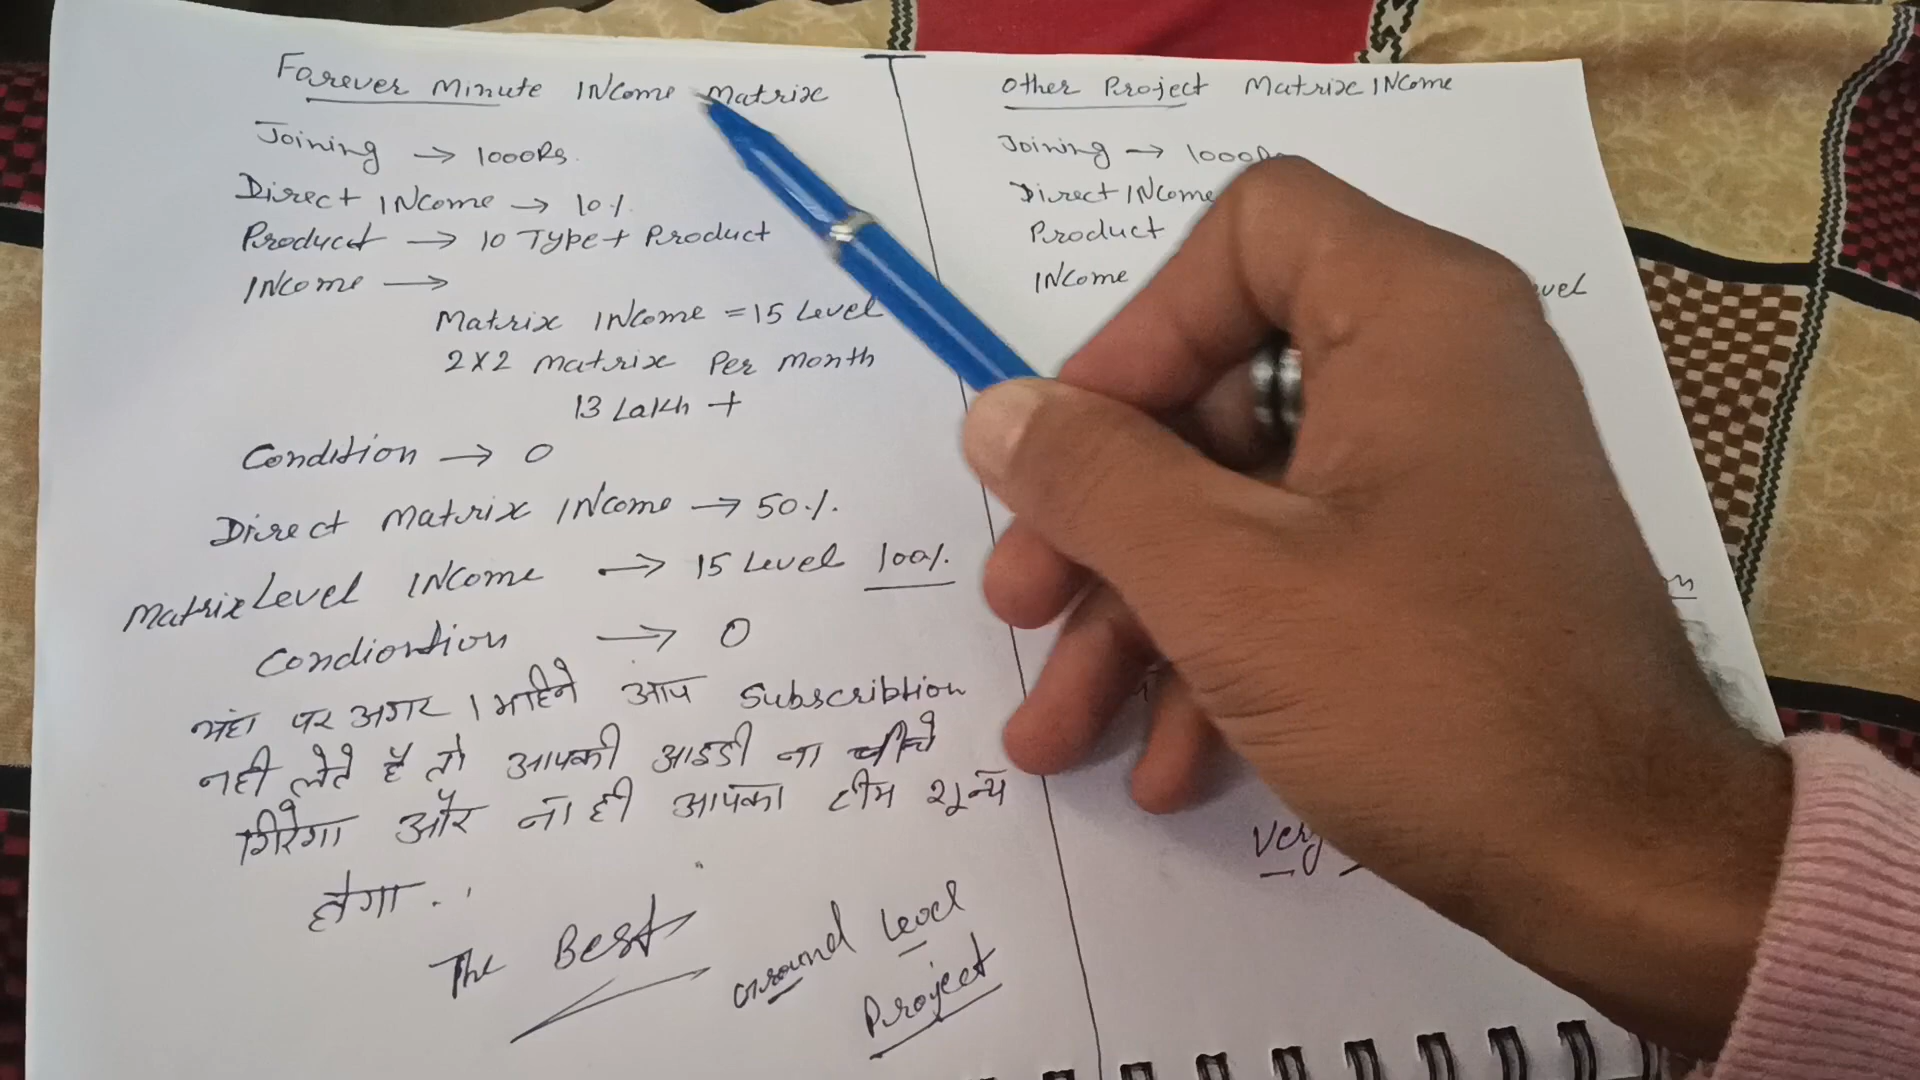 Forever Minute INcome Matrix
Joining → 1000Rs.
Direct INcome → 10%
Product → 10 Type + Product
INcome →
Matrix INcome = 15 Level
2x2 Matrix Per Month
13 Lakh +
Condition → 0
Direct Matrix INcome → 50%.
Matrix Level INcome → 15 Level 100%.
Condiontion → 0
यंहा पर अगर 1 महिने आप Subscribtion
नही लेते है तो आपकी आइडी ना नीचे
गिरेगा और ना ही आपका टीम शून्य
होगा..
The Best
Ground Level
Project
Other Project Matrix INcome
Joining → 1000
Direct INcome
Product
INcome
Very